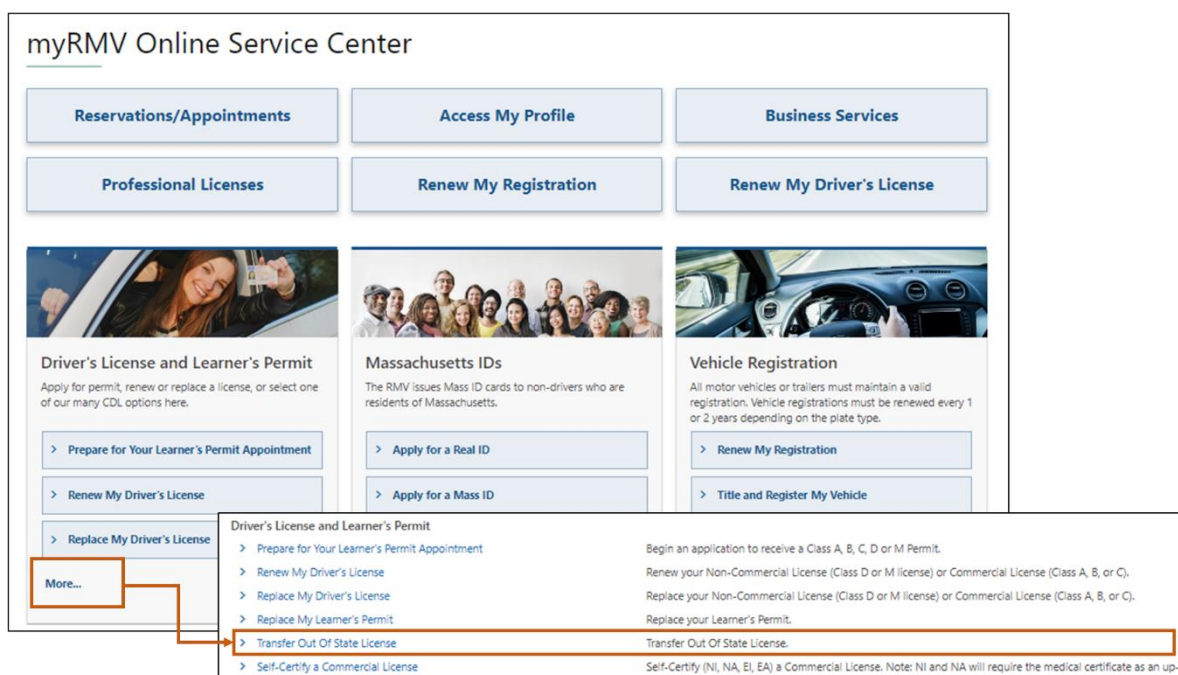 myRMV Online Service Center
Reservations/Appointments
Access My Profile
Business Services
Professional Licenses
Renew My Registration
Renew My Driver's License
Driver's License and Learner's Permit
Apply for permit, renew or replace a license, or select one
of our many CDL options here.
> Prepare for Your Learner's Permit Appointment
> Renew My Driver's License
> Replace My Driver's License
More...
Massachusetts IDs
The RMV issues Mass ID cards to non-drivers who are
residents of Massachusetts.
> Apply for a Real ID
> Apply for a Mass ID
Vehicle Registration
All motor vehicles or trailers must maintain a valid
registration. Vehicle registrations must be renewed every 1
or 2 years depending on the plate type.
> Renew My Registration
> Title and Register My Vehicle
Driver's License and Learner's Permit
> Prepare for Your Learner's Permit Appointment Begin an application to receive a Class A, B, C, D or M Permit.
> Renew My Driver's License Renew your Non-Commercial License (Class D or M license) or Commercial License (Class A, B, or C).
> Replace My Driver's License Replace your Non-Commercial License (Class D or M license) or Commercial License (Class A, B, or C).
> Replace My Learner's Permit Replace your Learner's Permit.
> Transfer Out Of State License Transfer Out Of State License.
> Self-Certify a Commercial License Self-Certify (NI, NA, EI, EA) a Commercial License. Note: NI and NA will require the medical certificate as an up-